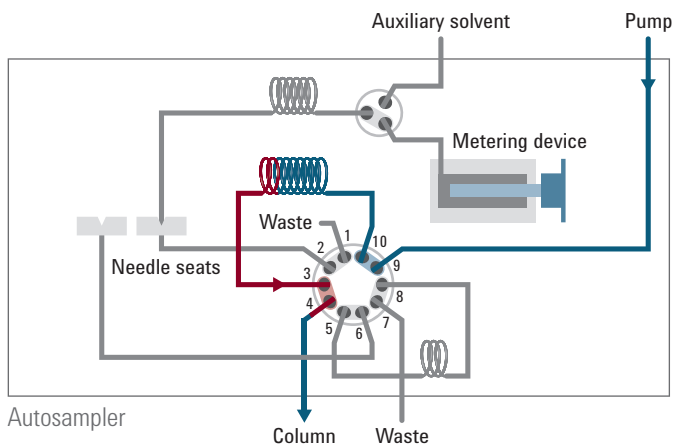 Auxiliary solvent
Pump
Metering device
Waste
1
10
2
9
Needle seats
3
8
4
7
5
6
Autosampler
Column
Waste